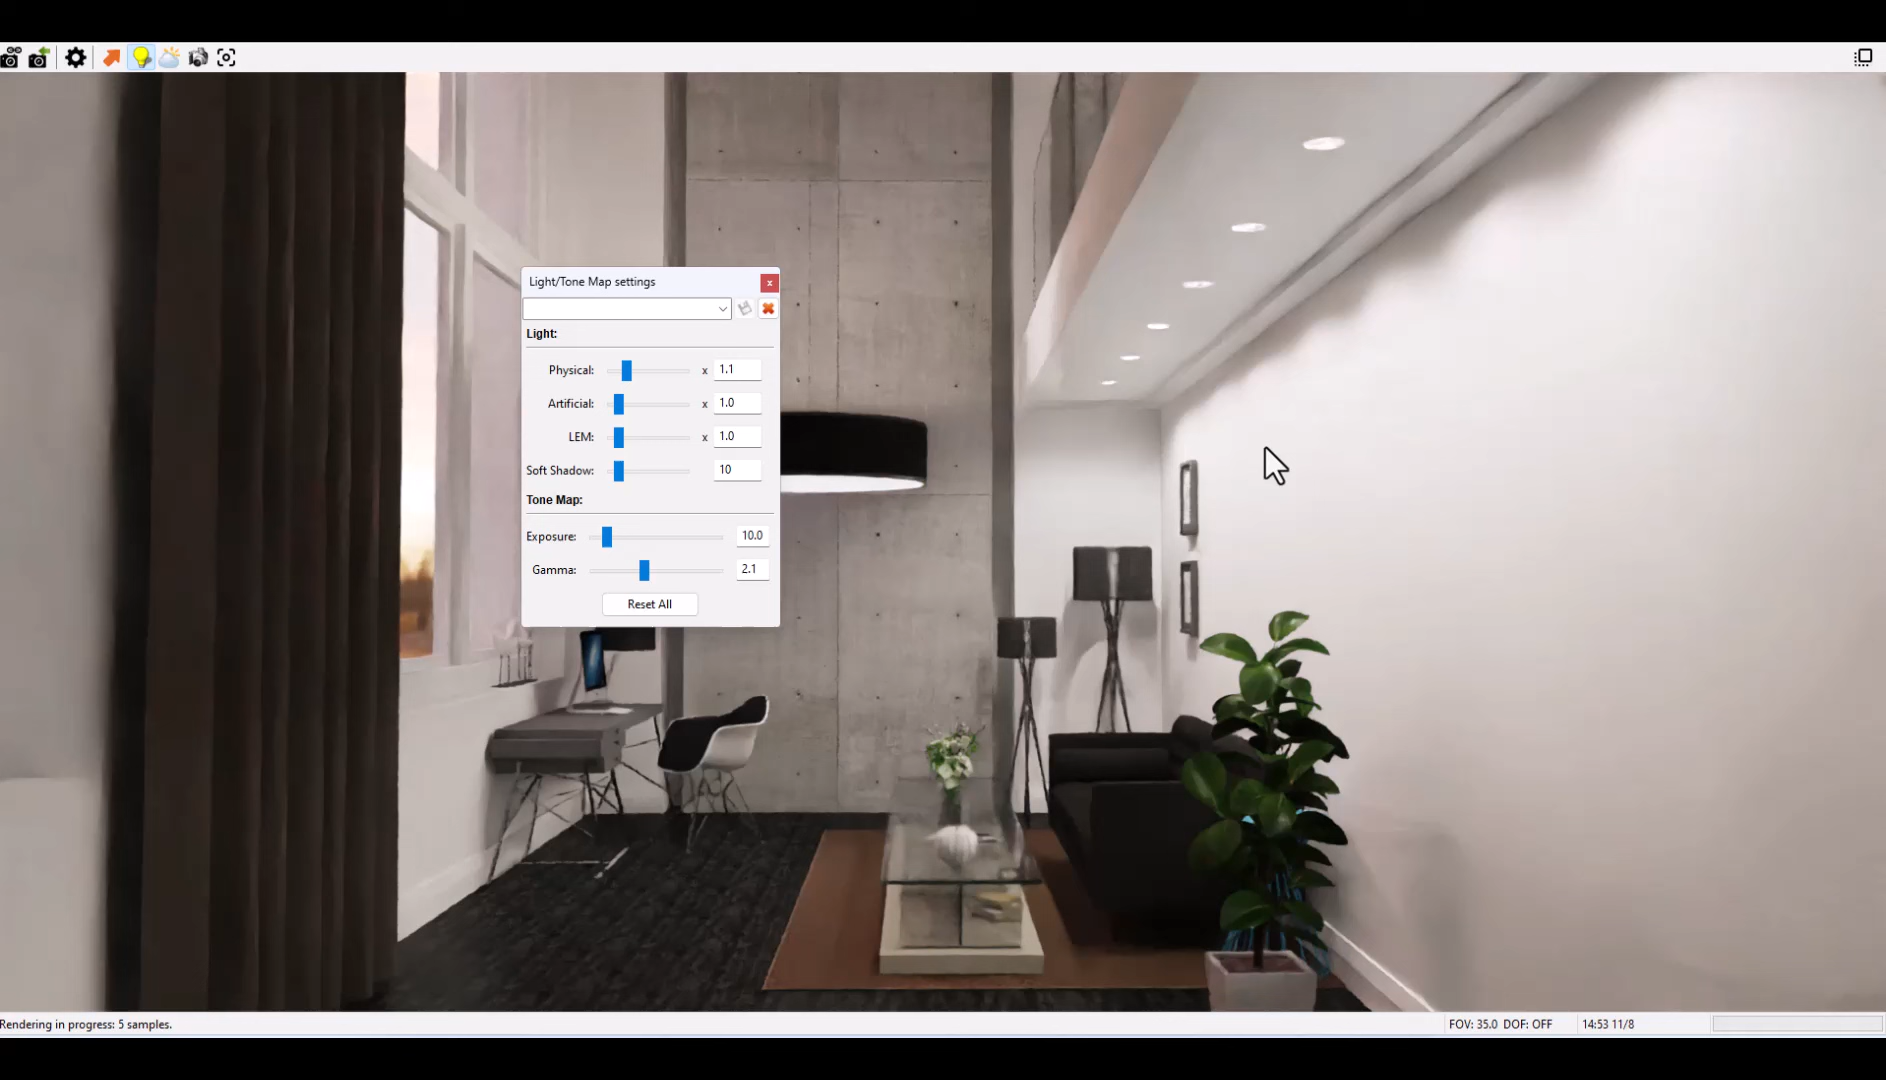 Light/Tone Map settings
Light:
Physical: x 1.1
Artificial: x 1.0
LEM: x 1.0
Soft Shadow: 10
Tone Map:
Exposure: 10.0
Gamma: 2.1
Reset All
Rendering in progress: 5 samples. FOV: 35.0 DOF: OFF 14:53 11/8